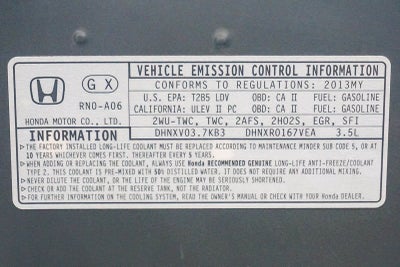 VEHICLE EMISSION CONTROL INFORMATION
CONFORMS TO REGULATIONS: 2013MY
G X
RN0-A06
HONDA MOTOR CO., LTD.
U.S. EPA: T2B5 LDV OBD: CA II FUEL: GASOLINE
CALIFORNIA: ULEV II PC OBD: CA II FUEL: GASOLINE
2WU-TWC, TWC, 2AFS, 2HO2S, EGR, SFI
DHNXV03.7KB3 DHNXR0167VEA 3.5L
INFORMATION
▷THE FACTORY INSTALLED LONG-LIFE COOLANT MUST BE REPLACED ACCORDING TO MAINTENANCE MINDER SUB CODE 5, OR AT
10 YEARS WHICHEVER COMES FIRST. THEREAFTER EVERY 5 YEARS.
▷WHEN ADDING OR REPLACING THE COOLANT, ALWAYS USE Honda RECOMMENDED GENUINE LONG-LIFE ANTI-FREEZE/COOLANT
TYPE 2. THIS COOLANT IS PRE-MIXED WITH 50% DISTILLED WATER. IT DOES NOT REQUIRE ANY ADDITIONAL MIXING.
▷NEVER DILUTE THE COOLANT, OR THE LIFE OF THE ENGINE MAY BE SERIOUSLY SHORTENED.
▷CHECK OR ADD THE COOLANT AT THE RESERVE TANK, NOT THE RADIATOR.
▷FOR FURTHER INFORMATION ON THE COOLING SYSTEM, READ THE OWNER'S MANUAL OR CHECK WITH YOUR Honda DEALER.